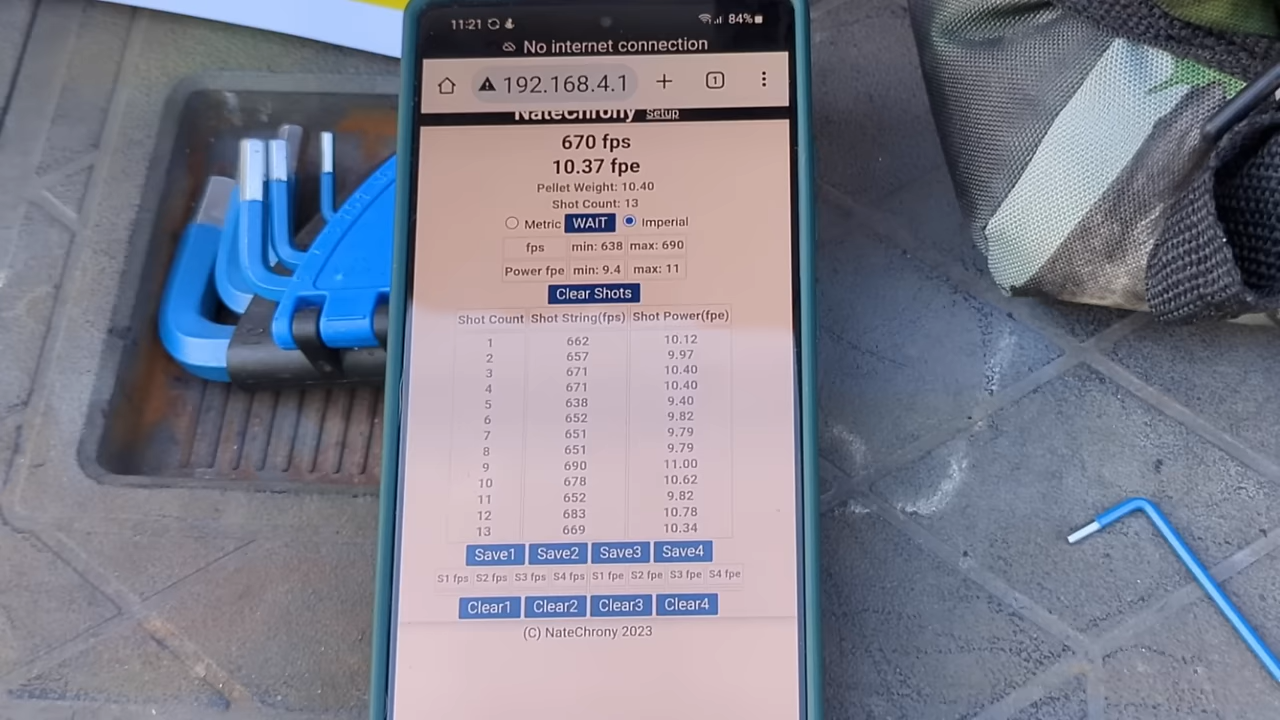 11:21 84%
No internet connection
192.168.4.1 1
NateChrony Setup
670 fps
10.37 fpe
Pellet Weight: 10.40
Shot Count: 13
Metric WAIT Imperial
fps min: 638 max: 690
Power fpe min: 9.4 max: 11
Clear Shots
Shot Count Shot String(fps) Shot Power(fpe)
1 662 10.12
2 657 9.97
3 671 10.40
4 671 10.40
5 638 9.40
6 652 9.82
7 651 9.79
8 651 9.79
9 690 11.00
10 678 10.62
11 652 9.82
12 683 10.78
13 669 10.34
Save1 Save2 Save3 Save4
S1 fps S2 fps S3 fps S4 fps S1 fpe S2 fpe S3 fpe S4 fpe
Clear1 Clear2 Clear3 Clear4
(C) NateChrony 2023